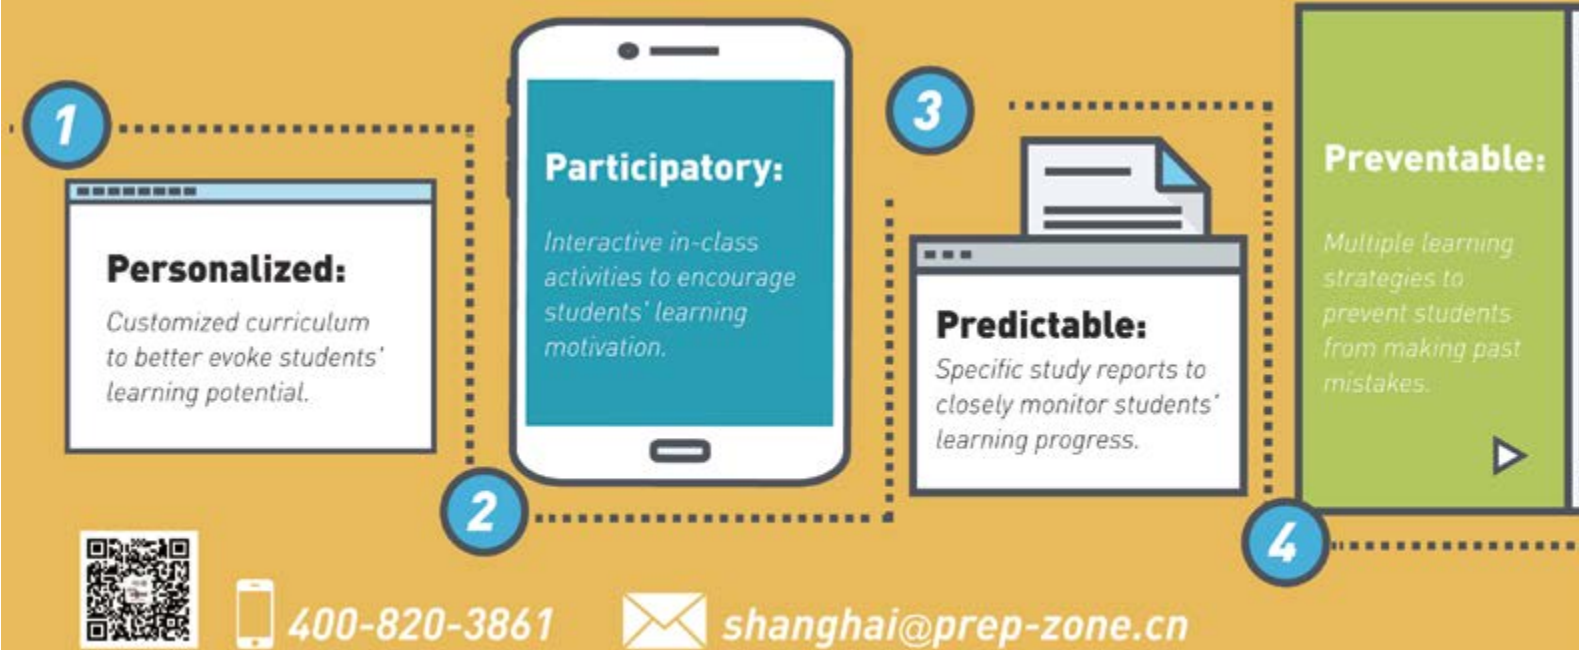 1
Personalized:
Customized curriculum
to better evoke students'
learning potential.
2
Participatory:
Interactive in-class
activities to encourage
students' learning
motivation.
3
Predictable:
Specific study reports to
closely monitor students'
learning progress.
4
Preventable:
Multiple learning
strategies to
prevent students
from making past
mistakes.
400-820-3861
shanghai@prep-zone.cn